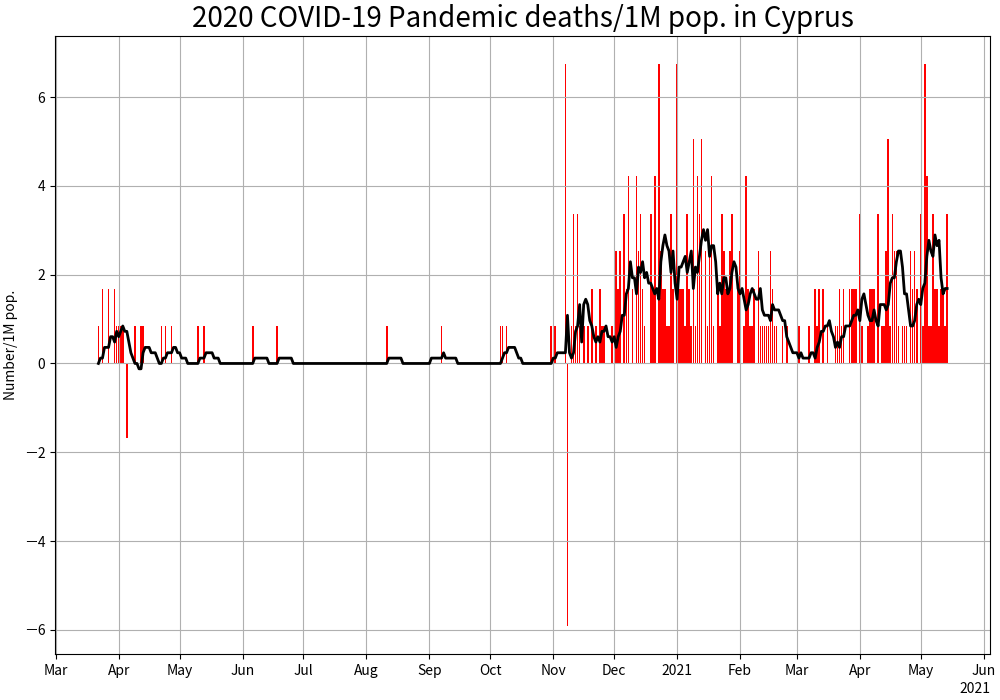 2020 COVID-19 Pandemic deaths/1M pop. in Cyprus
Number/1M pop.
6
4
2
0
−2
−4
−6
Mar Apr May Jun Jul Aug Sep Oct Nov Dec 2021 Feb Mar Apr May Jun
2021